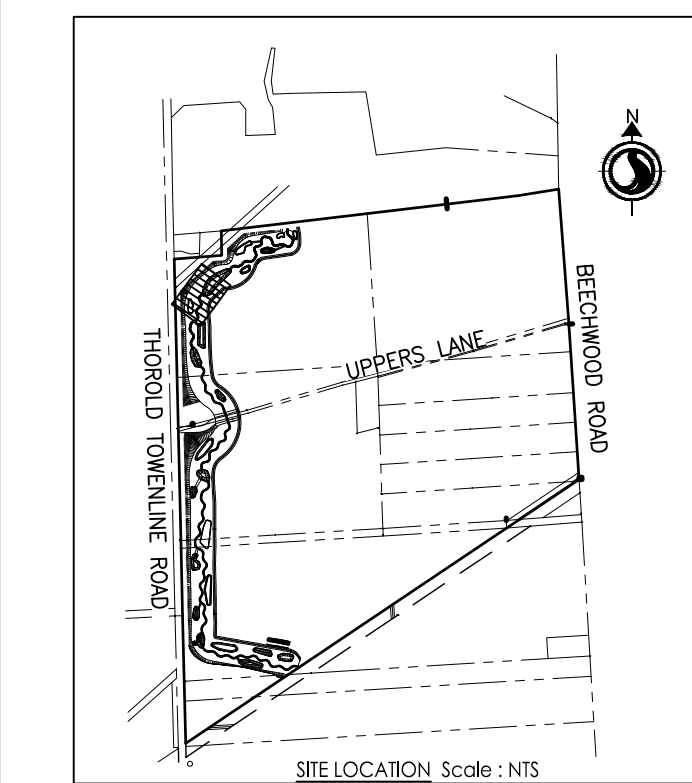 N
BEECHWOOD ROAD
UPPERS LANE
THOROLD TOWENLINE ROAD
SITE LOCATION Scale : NTS